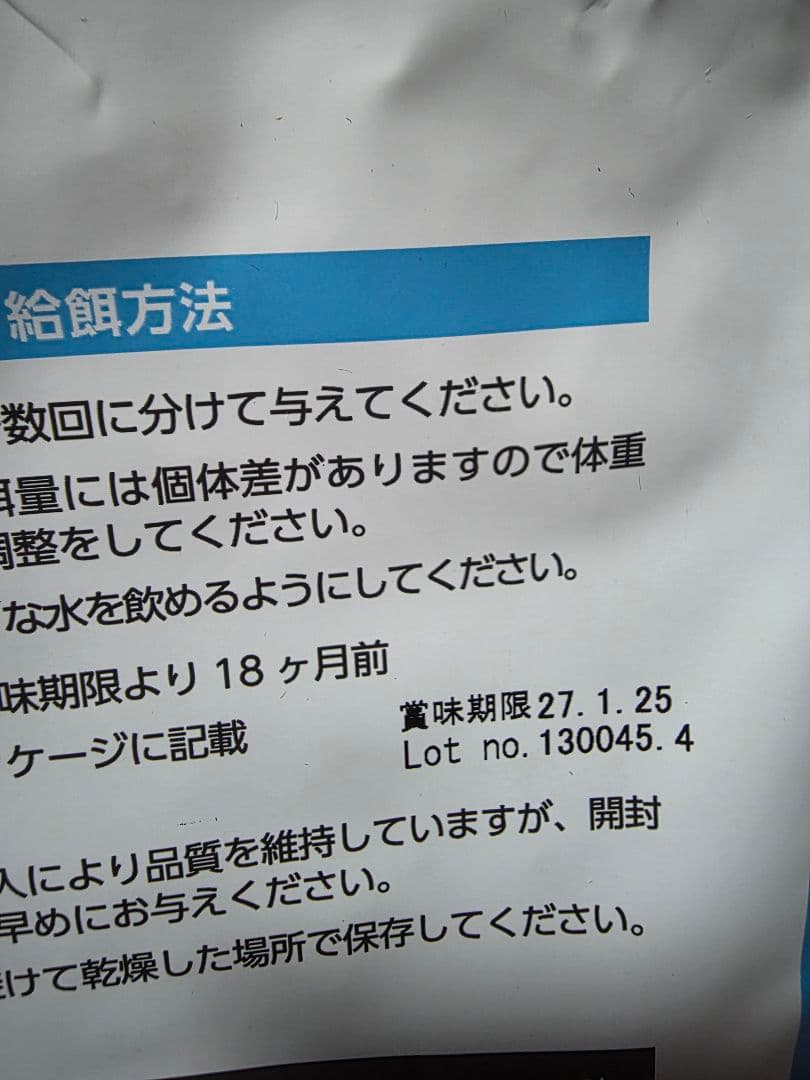 給餌方法
数回に分けて与えてください。
餌量には個体差がありますので体重
調整をしてください。
な水を飲めるようにしてください。
味期限より 18 ヶ月前
ケージに記載
賞味期限27.1.25
Lot no.130045.4
入により品質を維持していますが、開封
早めにお与えください。
けて乾燥した場所で保存してください。